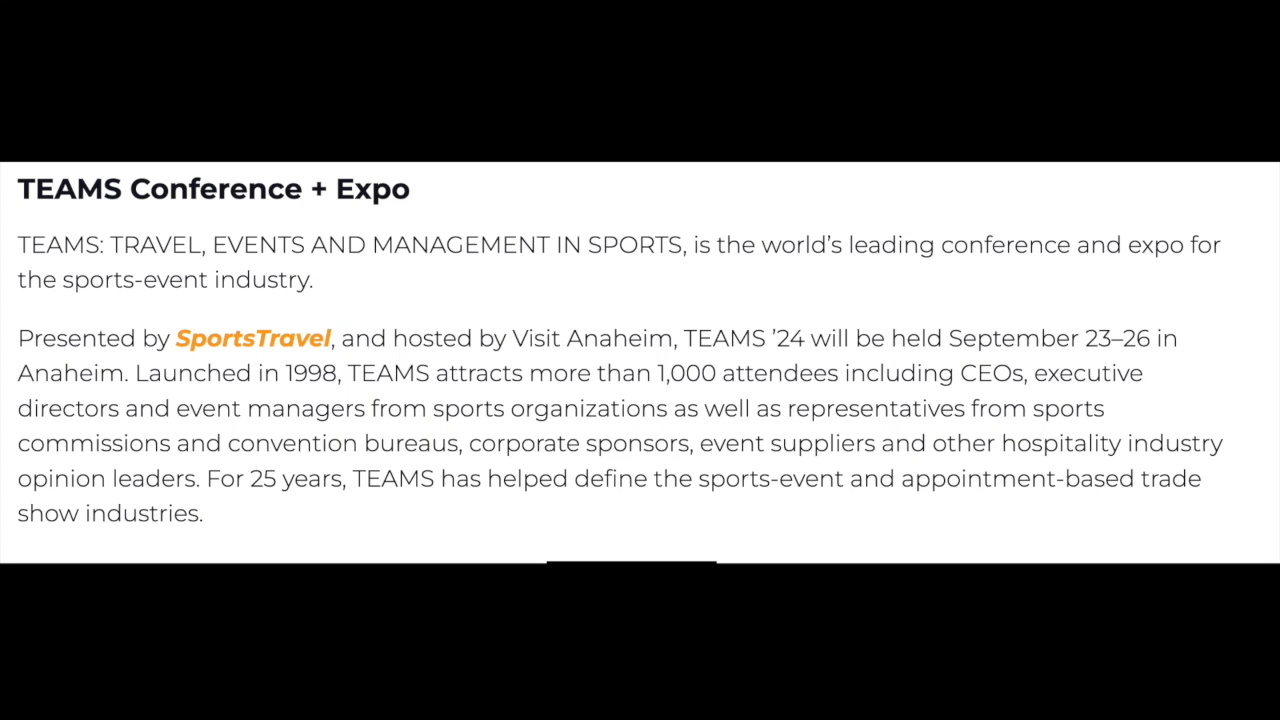 TEAMS Conference + Expo
TEAMS: TRAVEL, EVENTS AND MANAGEMENT IN SPORTS, is the world’s leading conference and expo for
the sports-event industry.
Presented by SportsTravel, and hosted by Visit Anaheim, TEAMS ’24 will be held September 23–26 in
Anaheim. Launched in 1998, TEAMS attracts more than 1,000 attendees including CEOs, executive
directors and event managers from sports organizations as well as representatives from sports
commissions and convention bureaus, corporate sponsors, event suppliers and other hospitality industry
opinion leaders. For 25 years, TEAMS has helped define the sports-event and appointment-based trade
show industries.